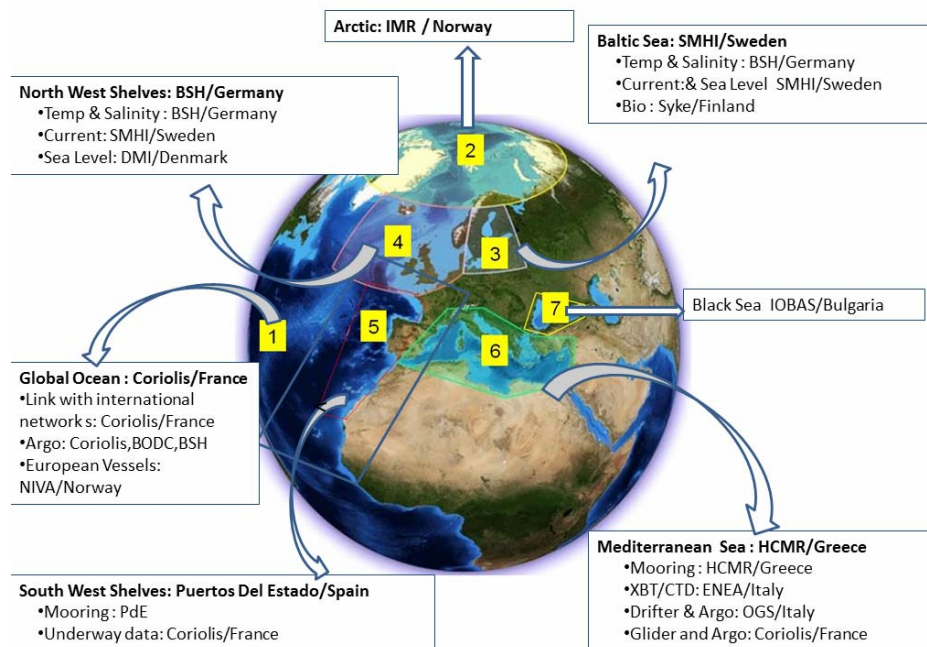 Arctic: IMR / Norway
Baltic Sea: SMHI/Sweden
•Temp & Salinity : BSH/Germany
•Current:& Sea Level SMHI/Sweden
•Bio : Syke/Finland
North West Shelves: BSH/Germany
•Temp & Salinity : BSH/Germany
•Current: SMHI/Sweden
•Sea Level: DMI/Denmark
2
4
3
7
Black Sea IOBAS/Bulgaria
1
5
6
Global Ocean : Coriolis/France
•Link with international
network s: Coriolis/France
•Argo: Coriolis,BODC,BSH
•European Vessels:
NIVA/Norway
Mediterranean Sea : HCMR/Greece
•Mooring : HCMR/Greece
•XBT/CTD: ENEA/Italy
•Drifter & Argo: OGS/Italy
•Glider and Argo: Coriolis/France
South West Shelves: Puertos Del Estado/Spain
•Mooring : PdE
•Underway data: Coriolis/France